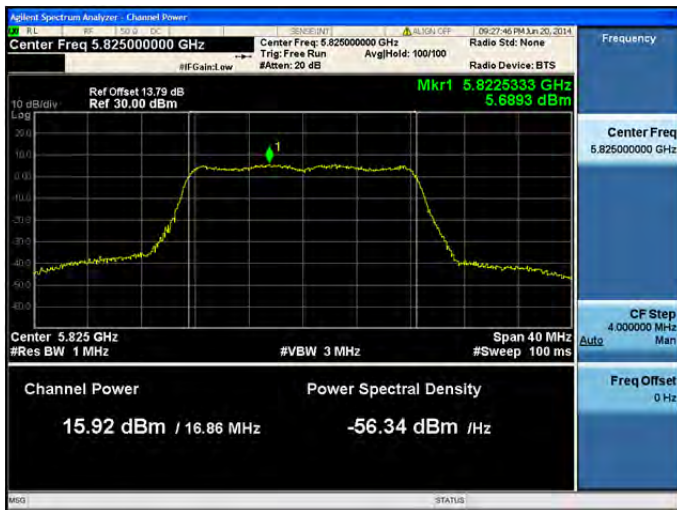 Agilent Spectrum Analyzer - Channel Power
RL RF 50 Ω DC SENSE:INT ALIGN OFF 09:27:46 PM Jun 20, 2014
Center Freq 5.825000000 GHz
Center Freq: 5.825000000 GHz
Radio Std: None
Trig: Free Run Avg|Hold: 100/100
#IFGain:Low #Atten: 20 dB Radio Device: BTS
Ref Offset 13.79 dB
Mkr1 5.8225333 GHz
10 dB/div Ref 30.00 dBm
5.6893 dBm
Log
20.0
10.0
0.00
-10.0
-20.0
-30.0
-40.0
-50.0
-60.0
1
Center 5.825 GHz Span 40 MHz
#Res BW 1 MHz #VBW 3 MHz #Sweep 100 ms
Channel Power Power Spectral Density
15.92 dBm / 16.86 MHz -56.34 dBm /Hz
MSG STATUS
Frequency
Center Freq
5.825000000 GHz
CF Step
4.000000 MHz
Auto Man
Freq Offset
0 Hz